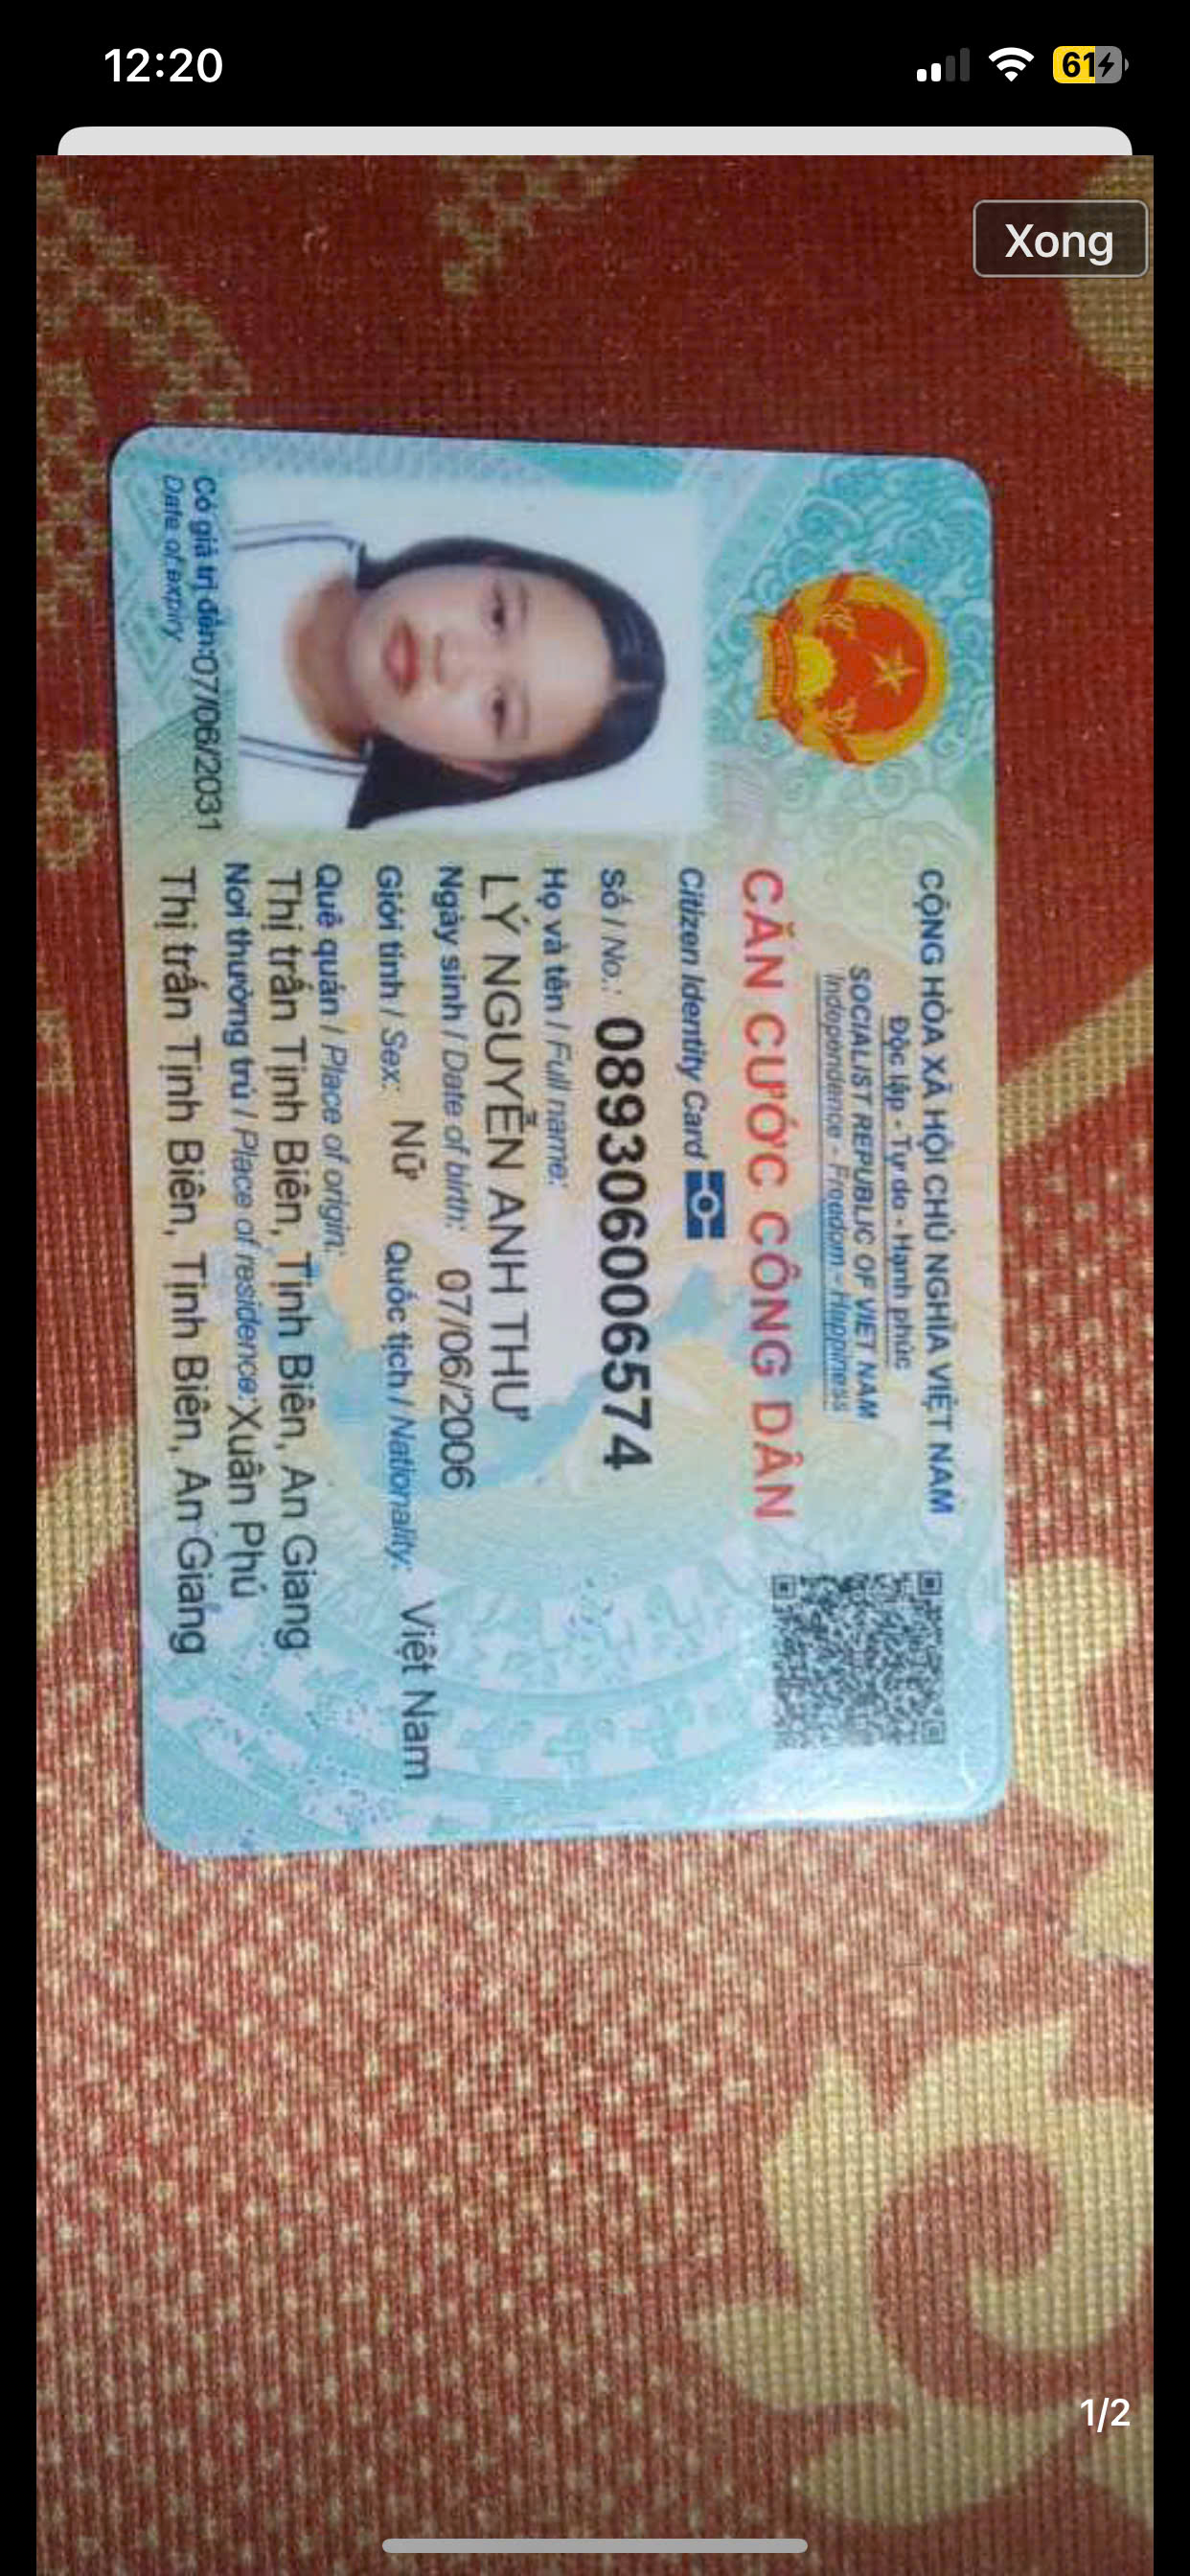 12:20
61
Xong
CỘNG HÒA XÃ HỘI CHỦ NGHĨA VIỆT NAM
Độc lập - Tự do - Hạnh phúc
SOCIALIST REPUBLIC OF VIET NAM
Independence - Freedom - Happiness
CĂN CƯỚC CÔNG DÂN
Citizen Identity Card
Số / No.: 089306006574
Họ và tên / Full name:
LÝ NGUYỄN ANH THƯ
Ngày sinh / Date of birth: 07/06/2006
Giới tính / Sex: Nữ Quốc tịch / Nationality: Việt Nam
Quê quán / Place of origin:
Thị trấn Tịnh Biên, Tịnh Biên, An Giang
Nơi thường trú / Place of residence: Xuân Phú
Thị trấn Tịnh Biên, Tịnh Biên, An Giang
Có giá trị đến: 07/06/2031
Date of expiry
1/2